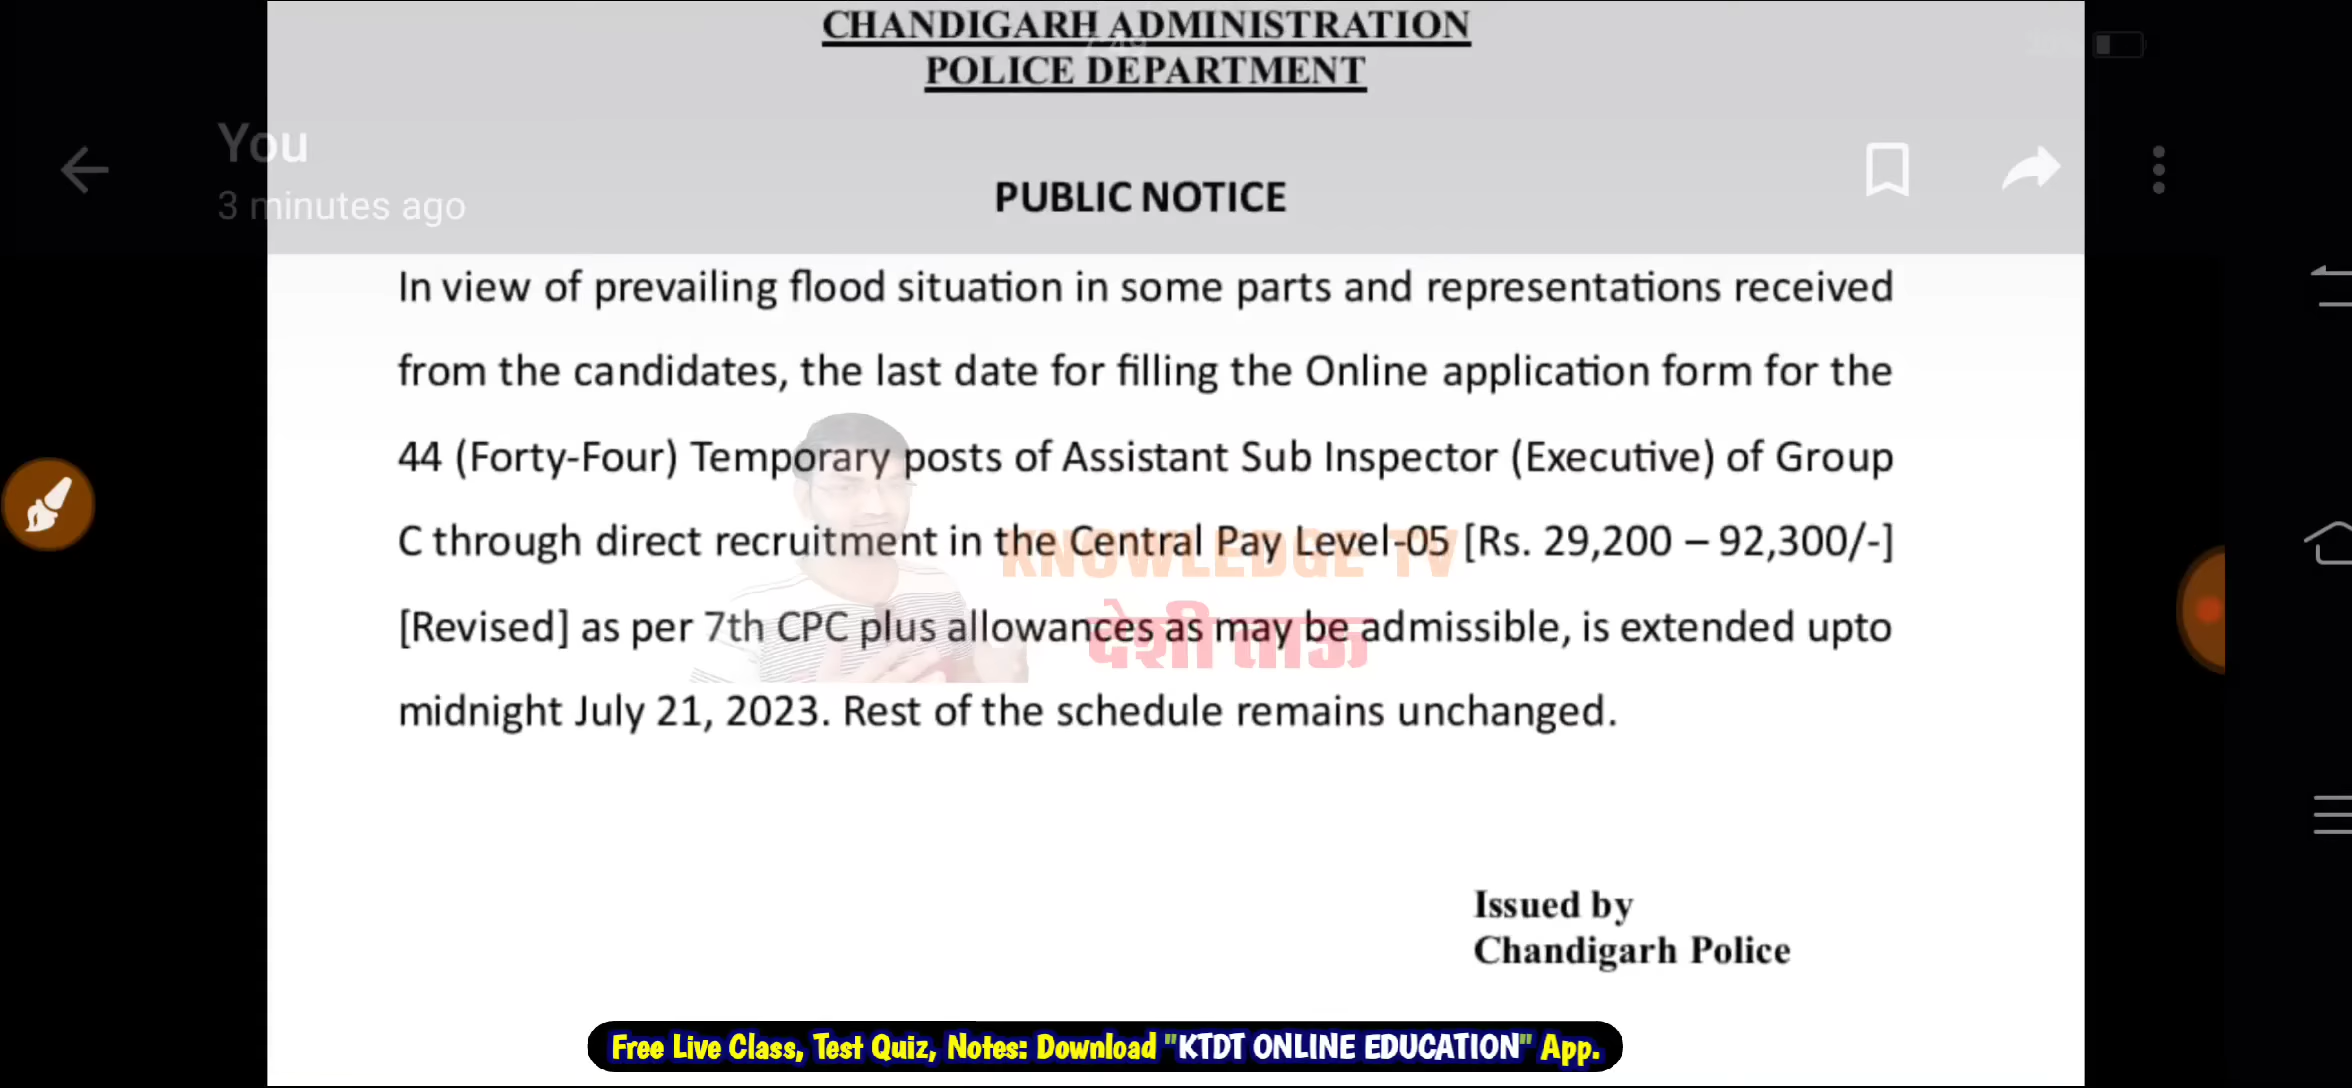 CHANDIGARH ADMINISTRATION
POLICE DEPARTMENT
You
3 minutes ago
PUBLIC NOTICE
In view of prevailing flood situation in some parts and representations received
from the candidates, the last date for filling the Online application form for the
44 (Forty-Four) Temporary posts of Assistant Sub Inspector (Executive) of Group
C through direct recruitment in the Central Pay Level-05 [Rs. 29,200 – 92,300/-]
KNOWLEDGE TV
[Revised] as per 7th CPC plus allowances as may be admissible, is extended upto
देशी
midnight July 21, 2023. Rest of the schedule remains unchanged.
Issued by
Chandigarh Police
Free Live Class, Test Quiz, Notes: Download "KTDT ONLINE EDUCATION" App.